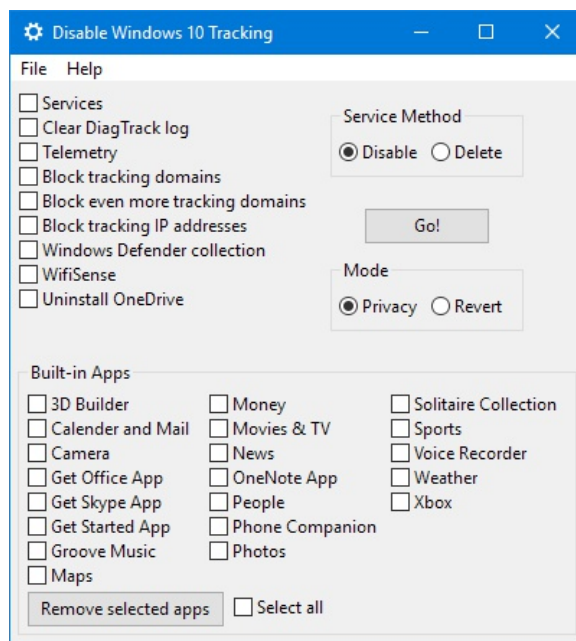 Disable Windows 10 Tracking
File Help
Services
Clear DiagTrack log
Telemetry
Block tracking domains
Block even more tracking domains
Block tracking IP addresses
Windows Defender collection
WifiSense
Uninstall OneDrive
Service Method
Disable Delete
Go!
Mode
Privacy Revert
Built-in Apps
3D Builder
Calender and Mail
Camera
Get Office App
Get Skype App
Get Started App
Groove Music
Maps
Money
Movies & TV
News
OneNote App
People
Phone Companion
Photos
Solitaire Collection
Sports
Voice Recorder
Weather
Xbox
Remove selected apps Select all